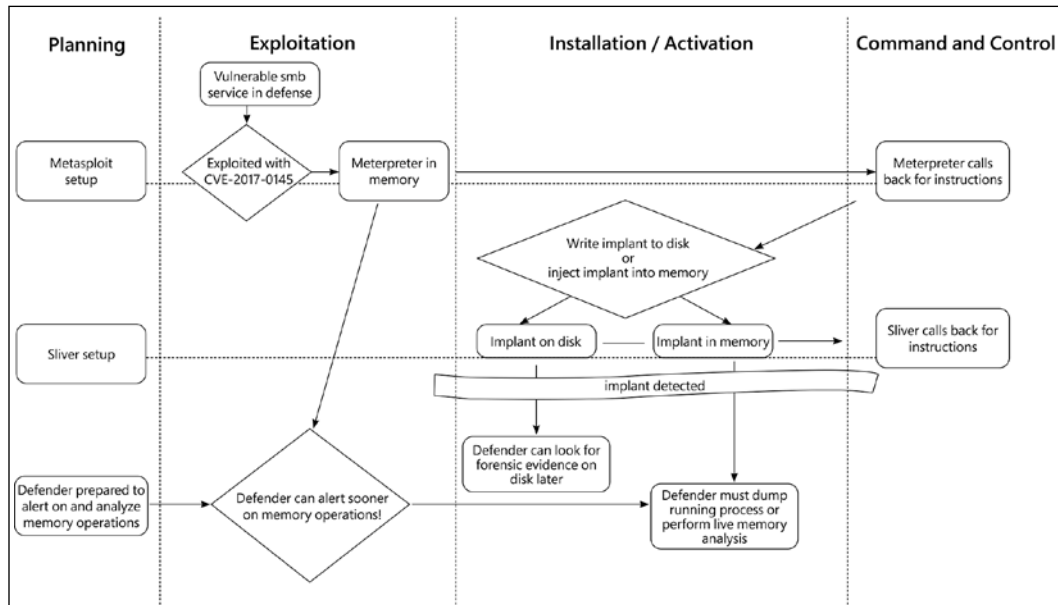 Planning
Exploitation
Installation / Activation
Command and Control
Vulnerable smb
service in defense
Metasploit
setup
Exploited with
CVE-2017-0145
Meterpreter in
memory
Meterpreter calls
back for instructions
Write implant to disk
or
inject implant into memory
Sliver setup
Implant on disk
Implant in memory
Sliver calls back for
instructions
implant detected
Defender can look for
forensic evidence on
disk later
Defender prepared to
alert on and analyze
memory operations
Defender can alert sooner
on memory operations!
Defender must dump
running process or
perform live memory
analysis